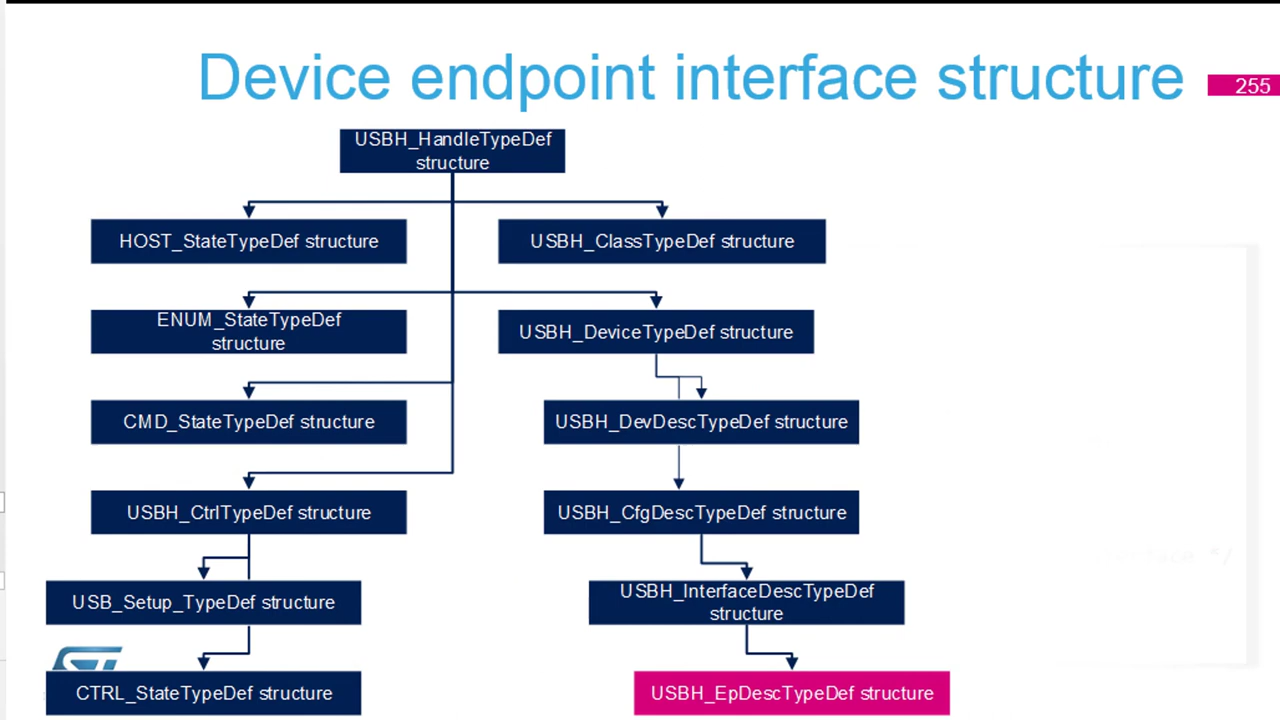 Device endpoint interface structure
255
USBH_HandleTypeDef
structure
HOST_StateTypeDef structure
USBH_ClassTypeDef structure
ENUM_StateTypeDef
structure
USBH_DeviceTypeDef structure
CMD_StateTypeDef structure
USBH_DevDescTypeDef structure
USBH_CtrlTypeDef structure
USBH_CfgDescTypeDef structure
USB_Setup_TypeDef structure
USBH_InterfaceDescTypeDef
structure
CTRL_StateTypeDef structure
USBH_EpDescTypeDef structure